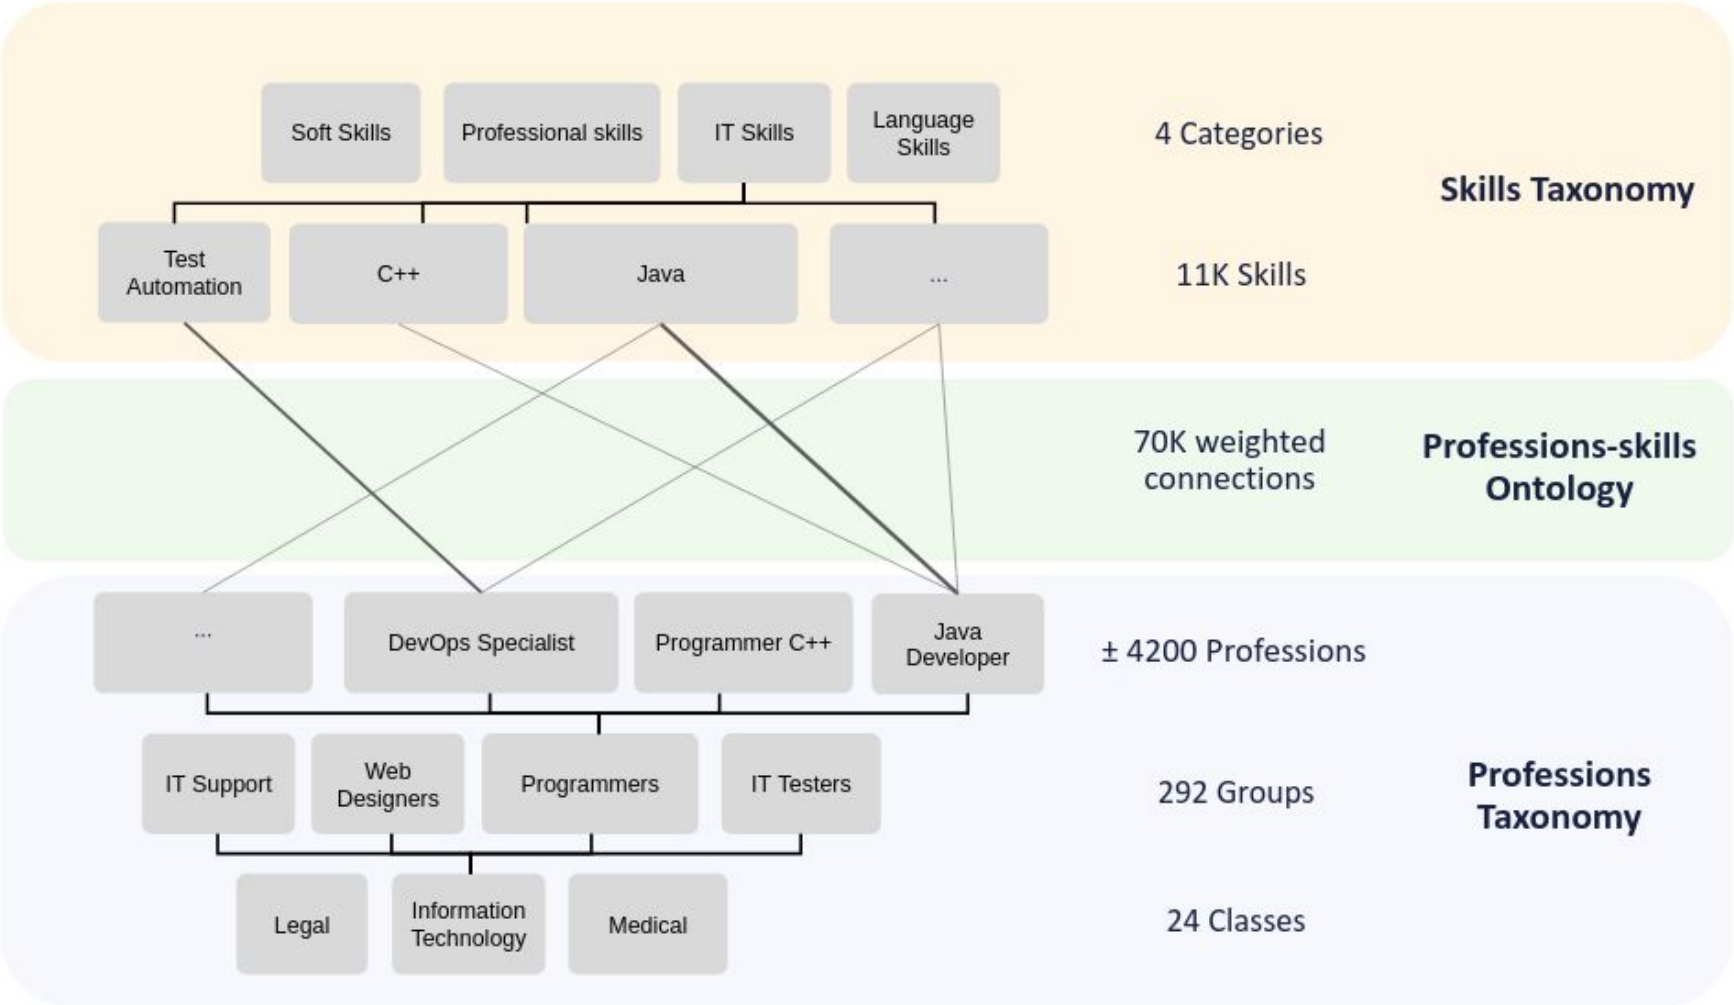 Soft Skills
Professional skills
IT Skills
Language
Skills
4 Categories
Skills Taxonomy
Test
Automation
C++
Java
...
11K Skills
70K weighted
connections
Professions-skills
Ontology
...
DevOps Specialist
Programmer C++
Java
Developer
± 4200 Professions
IT Support
Web
Designers
Programmers
IT Testers
292 Groups
Professions
Taxonomy
Legal
Information
Technology
Medical
24 Classes